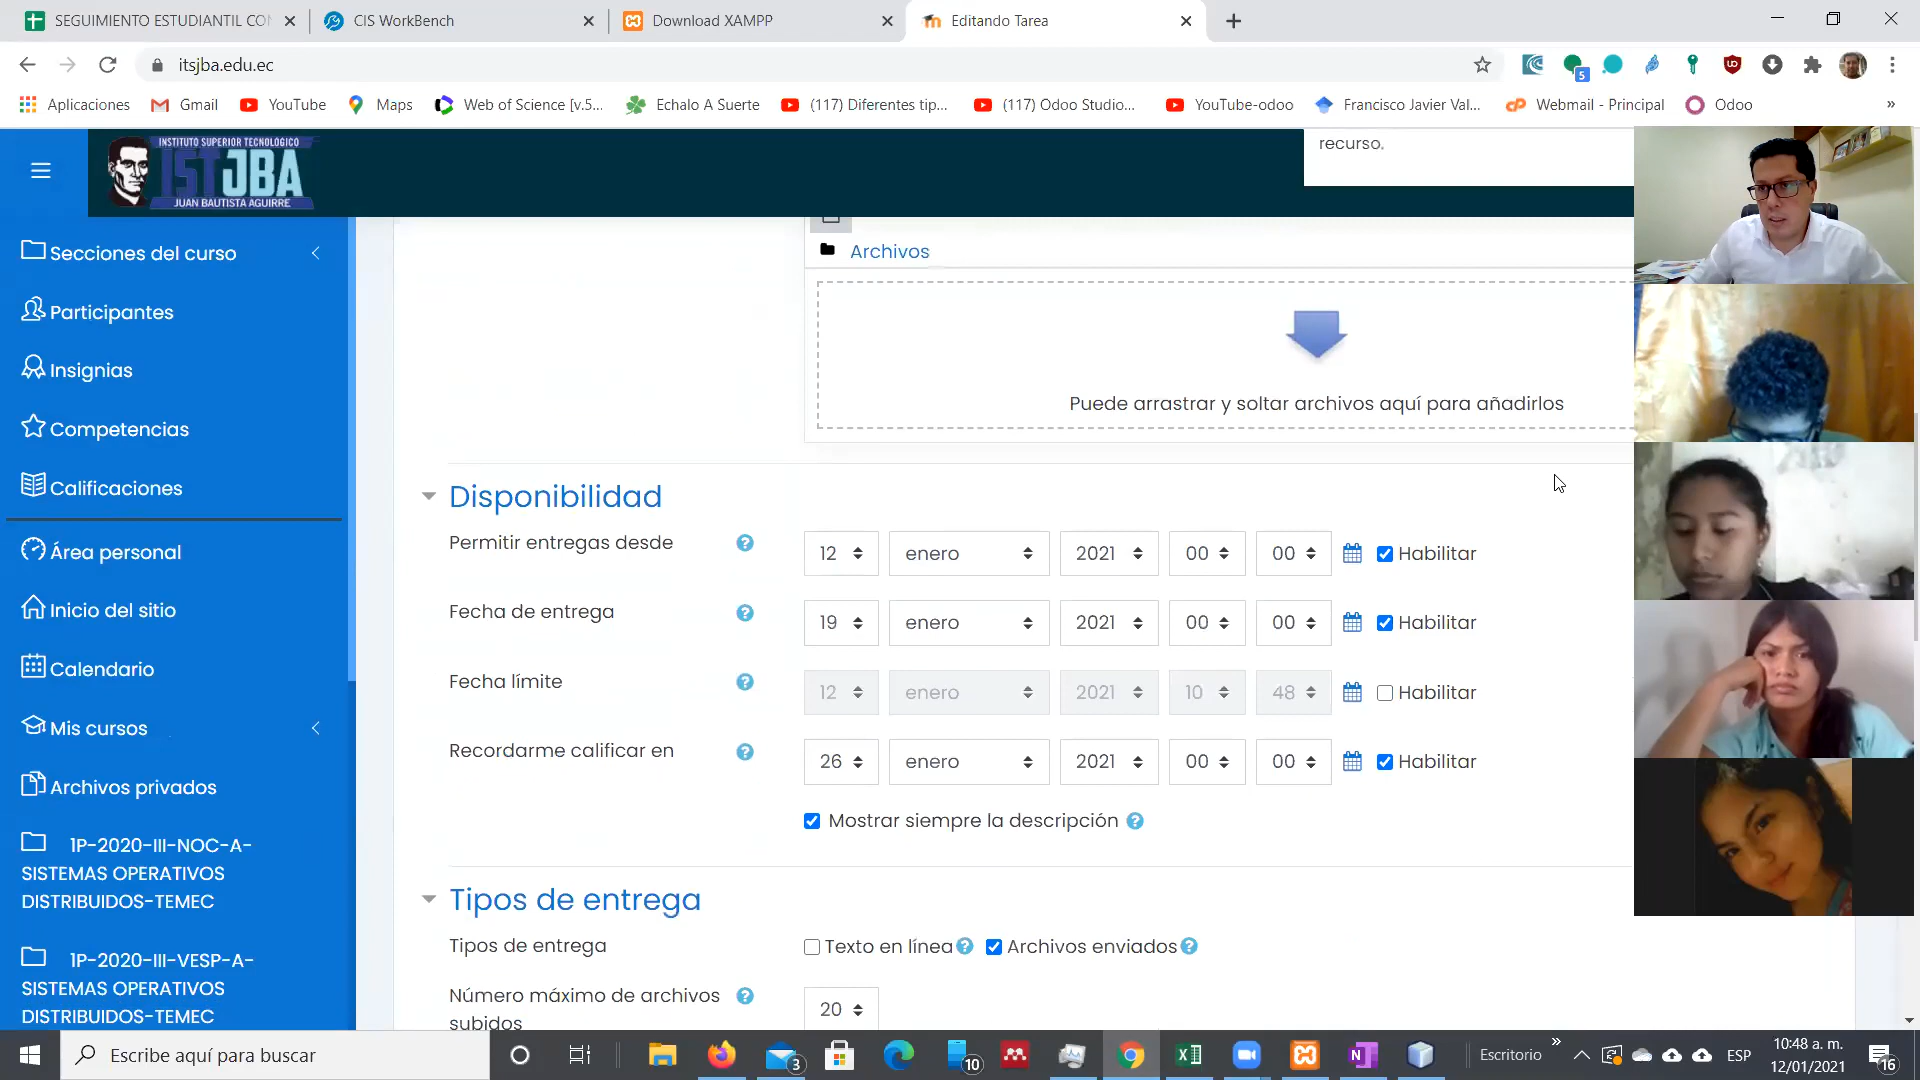 SEGUIMIENTO ESTUDIANTIL CO
CIS WorkBench
Download XAMPP
Editando Tarea
itsjba.edu.ec
5
Aplicaciones
Gmail
YouTube
Maps
Web of Science [v.5...
Echalo A Suerte
(117) Diferentes tip...
(117) Odoo Studio...
YouTube-odoo
Francisco Javier Val...
Webmail - Principal
Odoo
»
INSTITUTO SUPERIOR TECNOLÓGICO
ISTJBA
JUAN BAUTISTA AGUIRRE
recurso.
Secciones del curso
Participantes
Insignias
Competencias
Calificaciones
Área personal
Inicio del sitio
Calendario
Mis cursos
Archivos privados
1P-2020-III-NOC-A-
SISTEMAS OPERATIVOS
DISTRIBUIDOS-TEMEC
1P-2020-III-VESP-A-
SISTEMAS OPERATIVOS
DISTRIBUIDOS-TEMEC
Archivos
Puede arrastrar y soltar archivos aquí para añadirlos
Disponibilidad
Permitir entregas desde 12 enero 2021 00 00 Habilitar
Fecha de entrega 19 enero 2021 00 00 Habilitar
Fecha límite 12 enero 2021 10 48 Habilitar
Recordarme calificar en 26 enero 2021 00 00 Habilitar
Mostrar siempre la descripción
Tipos de entrega
Tipos de entrega Texto en línea Archivos enviados
Número máximo de archivos 20
subidos
Escribe aquí para buscar
3
10
Escritorio
»
ESP
10:48 a. m.
12/01/2021
16